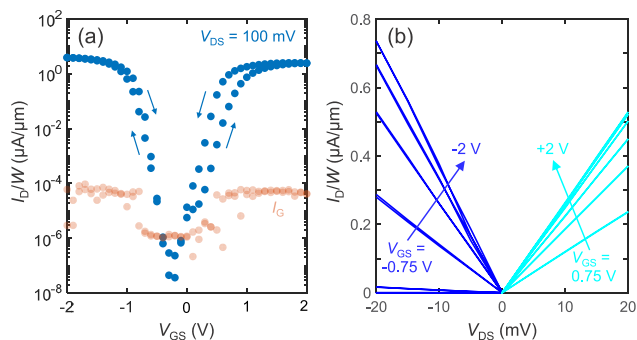 (a)
V_DS = 100 mV
I_G
10^2
10^0
10^-2
10^-4
10^-6
10^-8
I_D/W (µA/µm)
-2
-1
0
1
2
V_GS (V)
(b)
-2 V
+2 V
V_GS =
-0.75 V
V_GS =
0.75 V
0.8
0.6
0.4
0.2
0
I_D/W (µA/µm)
-20
-10
0
10
20
V_DS (mV)